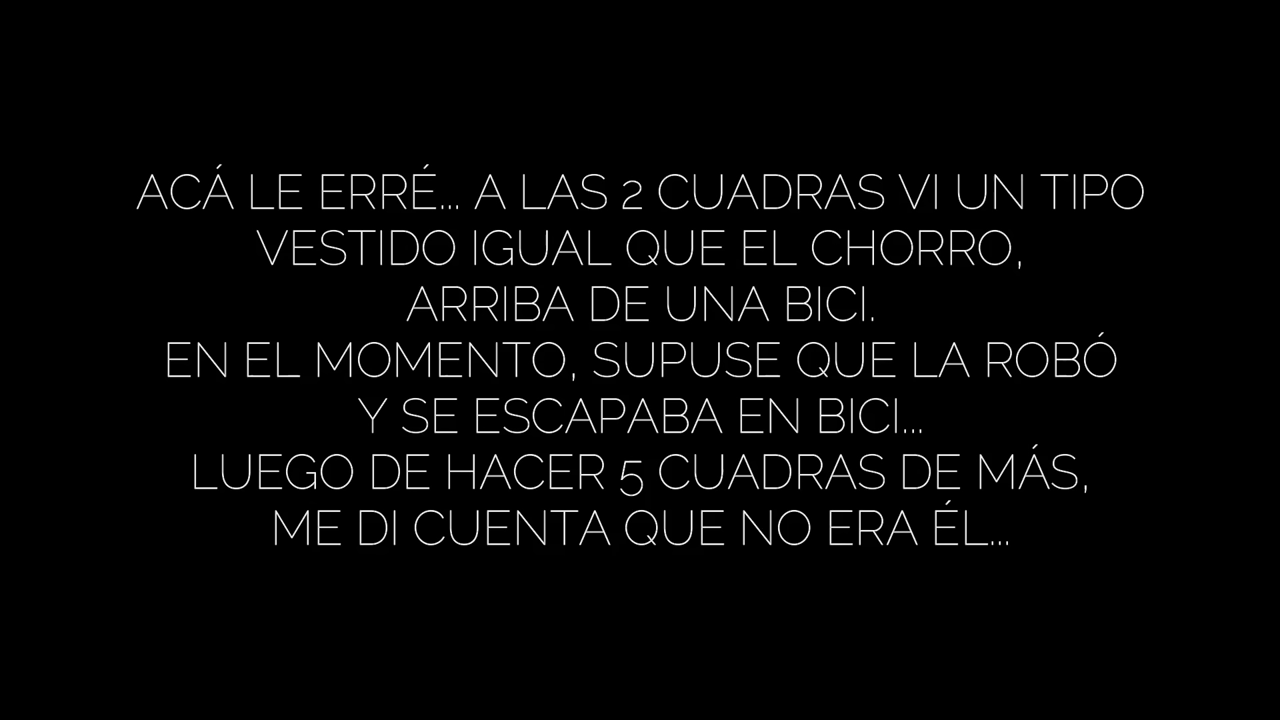 ACÁ LE ERRÉ... A LAS 2 CUADRAS VI UN TIPO
VESTIDO IGUAL QUE EL CHORRO,
ARRIBA DE UNA BICI.
EN EL MOMENTO, SUPUSE QUE LA ROBÓ
Y SE ESCAPABA EN BICI...
LUEGO DE HACER 5 CUADRAS DE MÁS,
ME DI CUENTA QUE NO ERA ÉL...